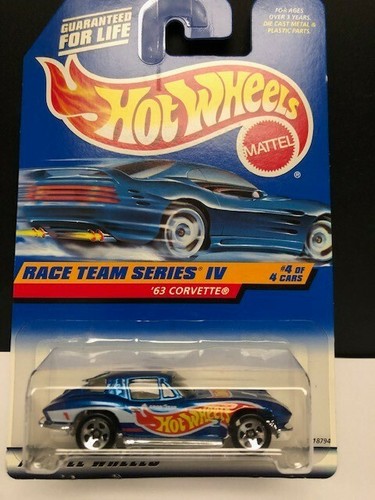 GUARANTEED
FOR LIFE
FOR AGES
OVER 3 YEARS.
DIE CAST METAL &
PLASTIC PARTS.
HOT WHEELS
MATTEL
®
RACE TEAM SERIES IV
#4 OF
4 CARS
'63 CORVETTE®
HOT WHEELS
18794
WHEELS